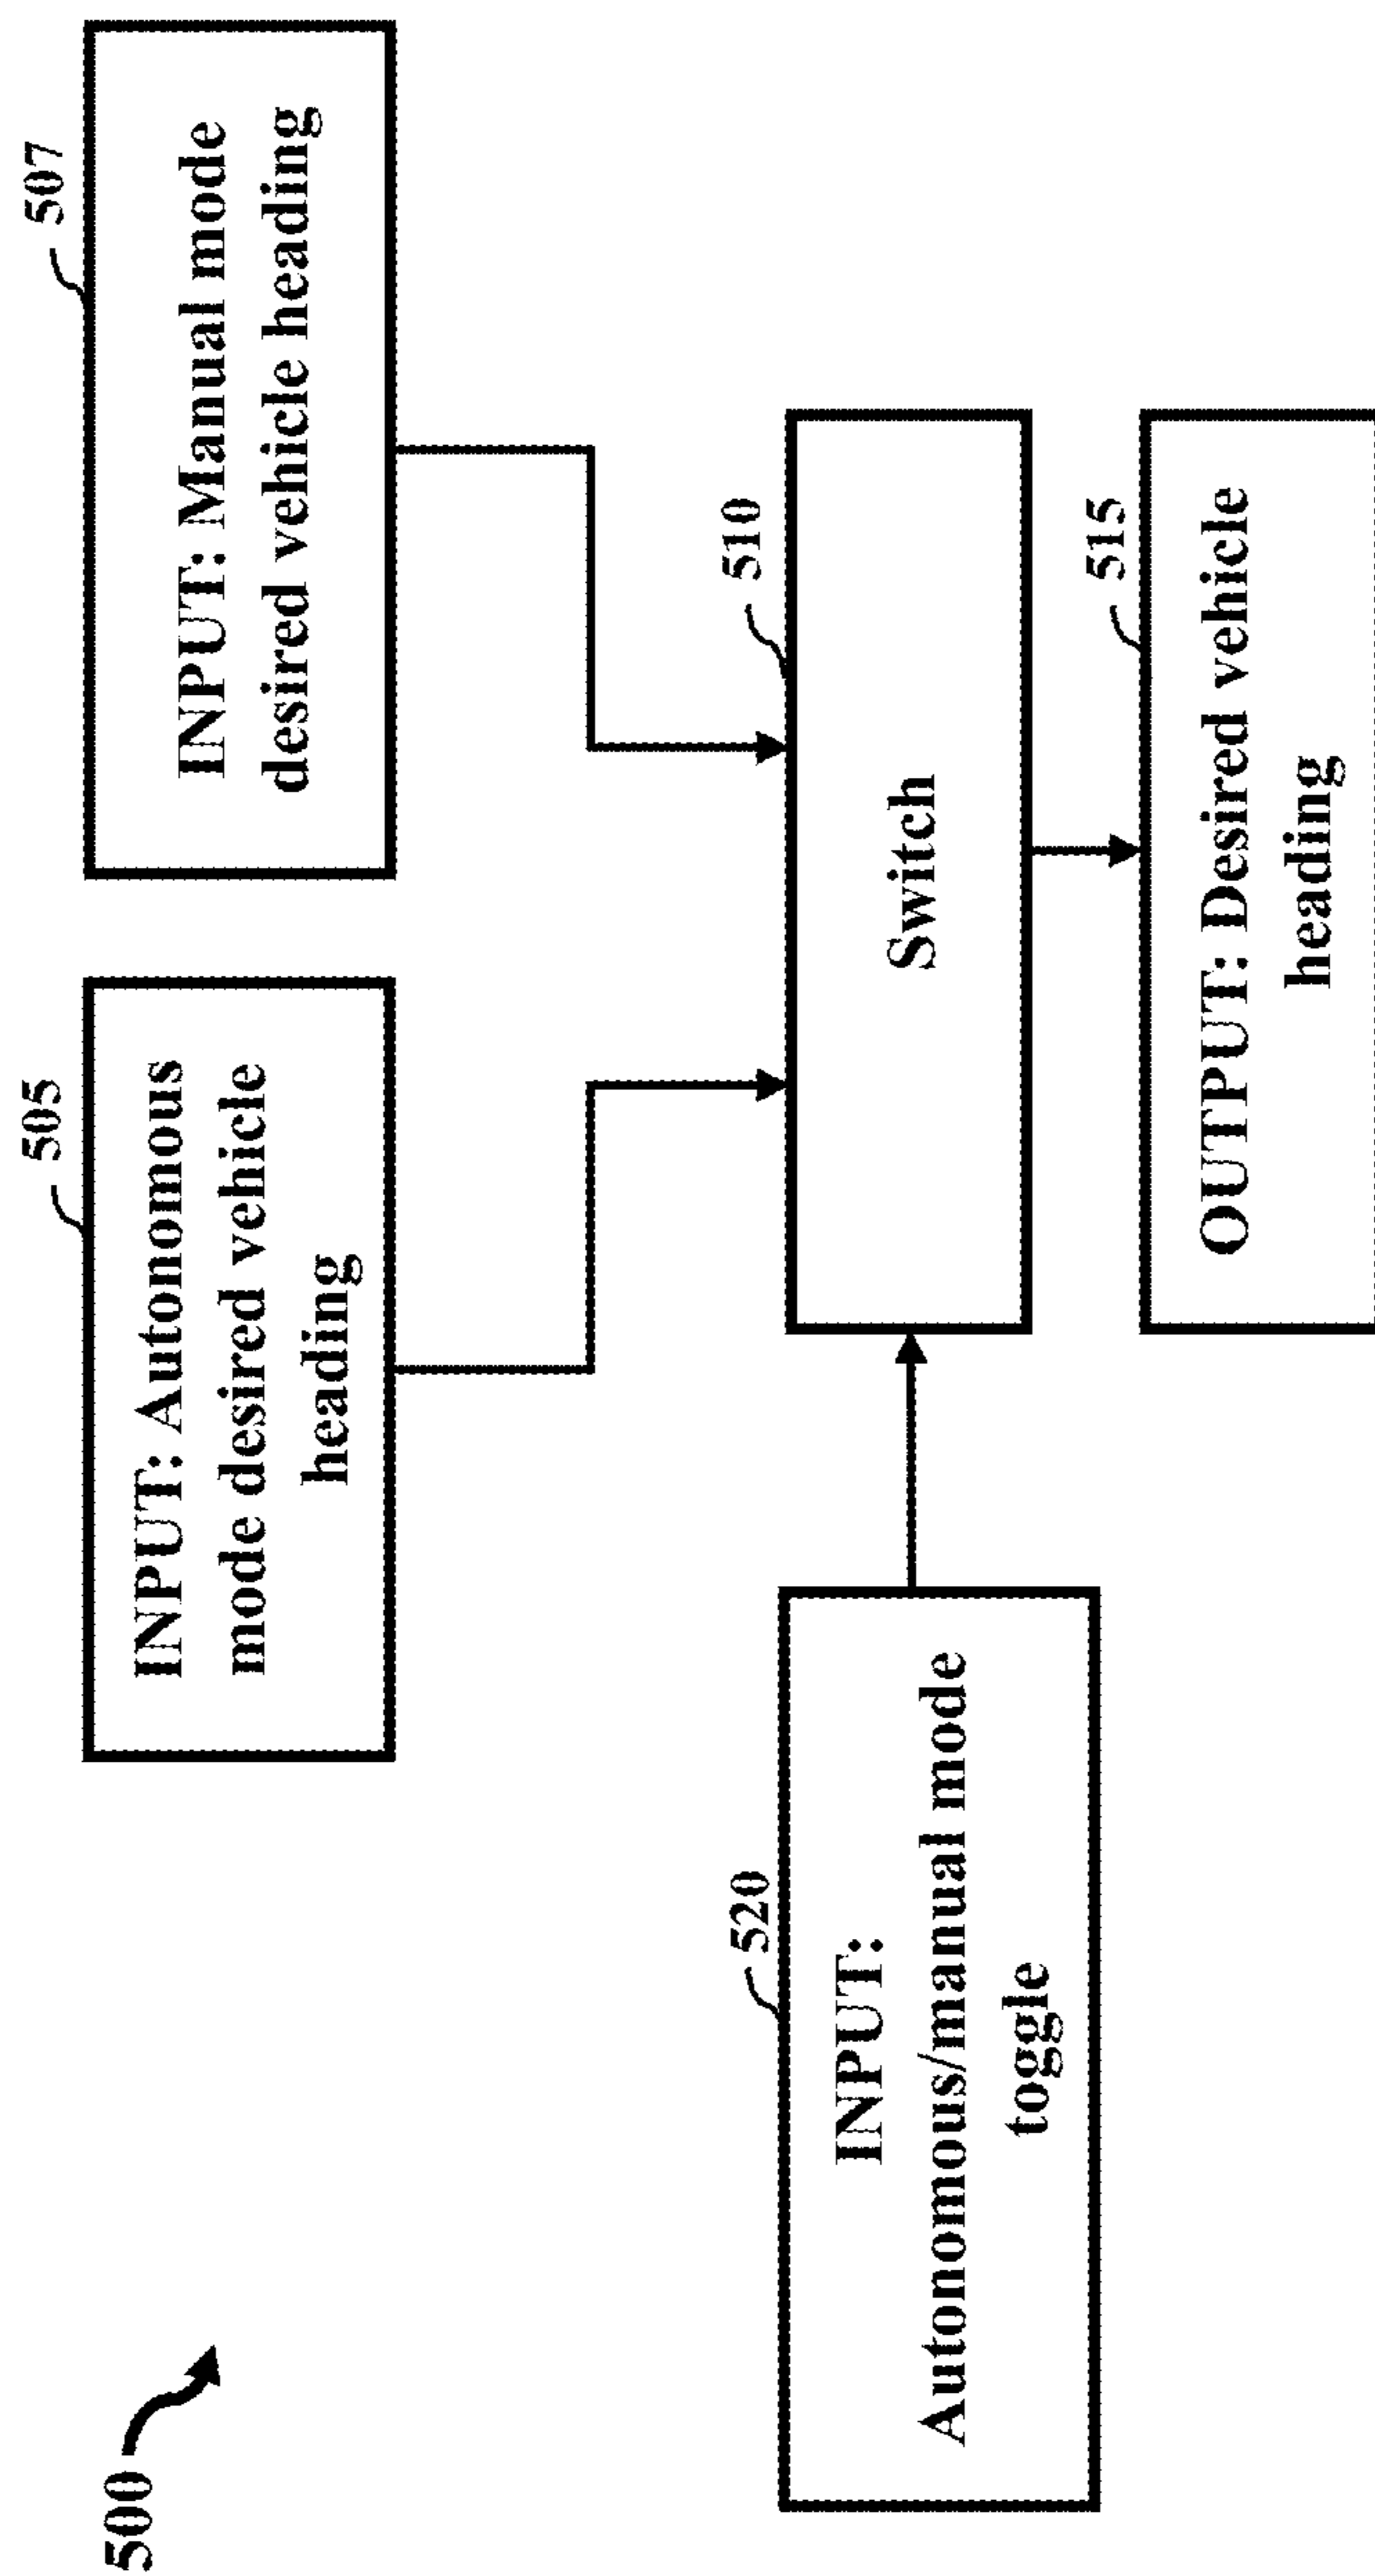 500
505
INPUT: Autonomous
mode desired vehicle
heading
507
INPUT: Manual mode
desired vehicle heading
520
INPUT:
Autonomous/manual mode
toggle
510
Switch
515
OUTPUT: Desired vehicle
heading